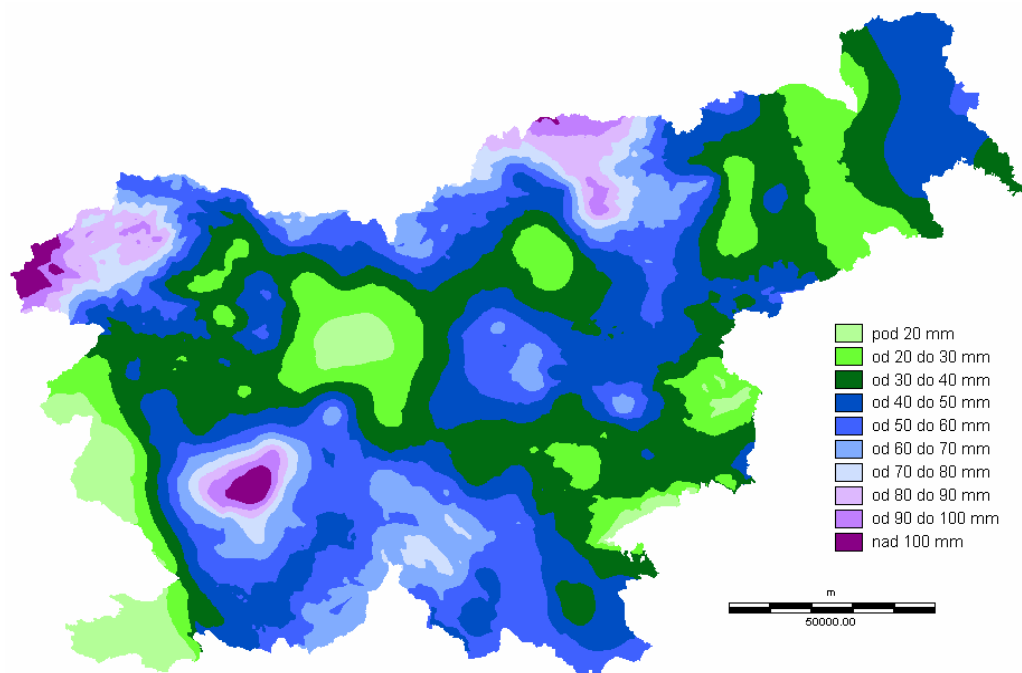 pod 20 mm
od 20 do 30 mm
od 30 do 40 mm
od 40 do 50 mm
od 50 do 60 mm
od 60 do 70 mm
od 70 do 80 mm
od 80 do 90 mm
od 90 do 100 mm
nad 100 mm
m
50000.00